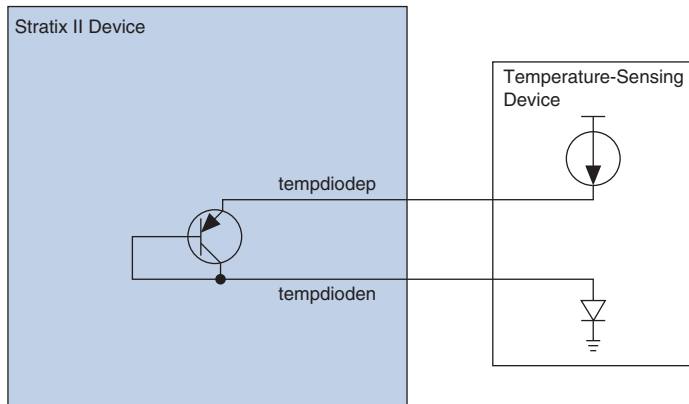 Stratix II Device
Temperature-Sensing
Device
tempdiodep
tempdioden